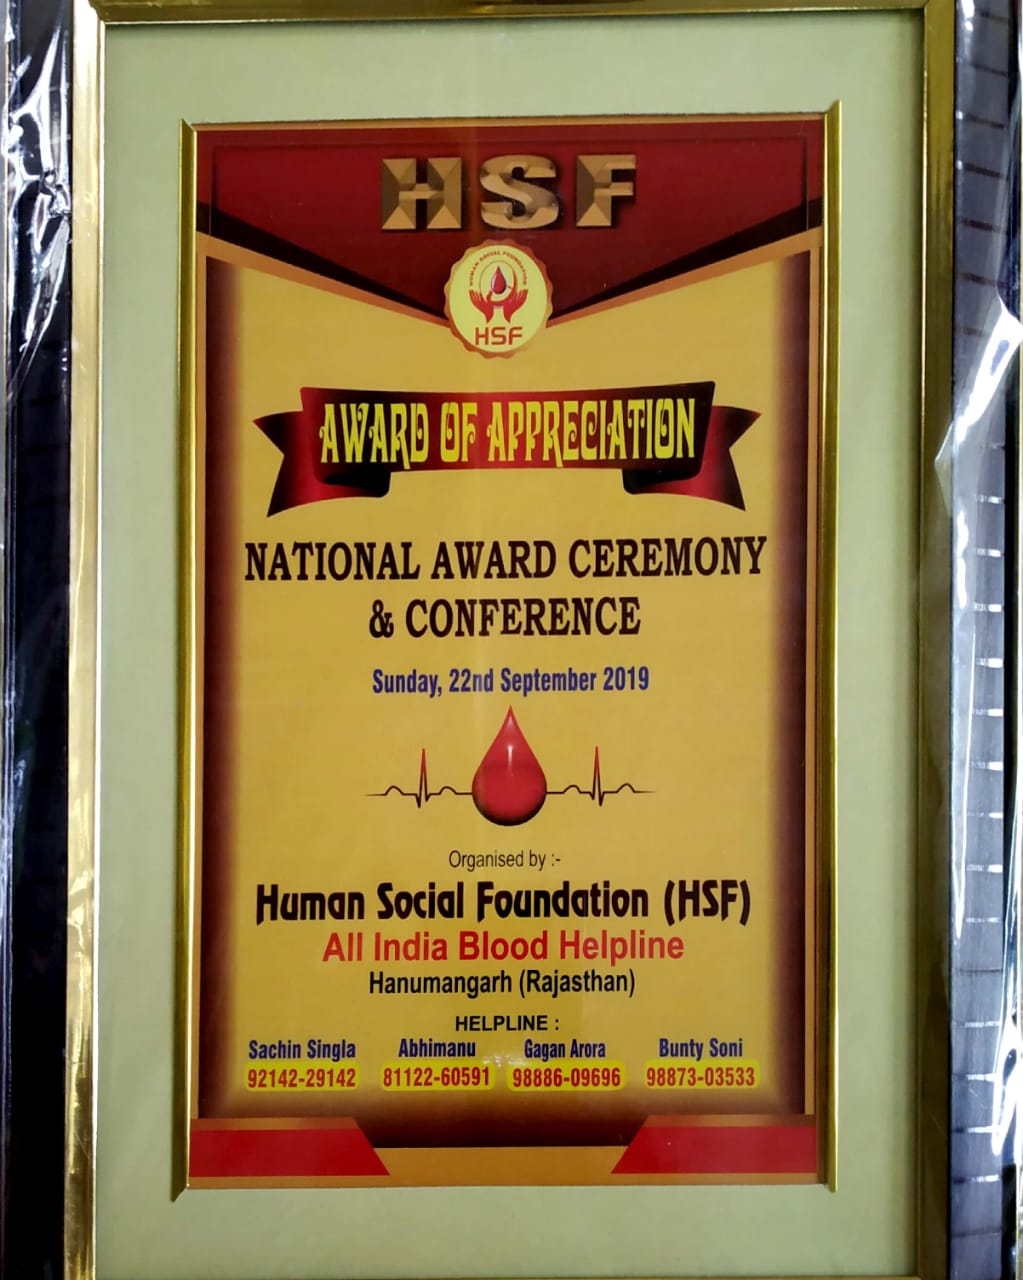 HSF
HUMAN SOCIAL FOUNDATION
HSF
AWARD OF APPRECIATION
NATIONAL AWARD CEREMONY
& CONFERENCE
Sunday, 22nd September 2019
Organised by :-
Human Social Foundation (HSF)
All India Blood Helpline
Hanumangarh (Rajasthan)
HELPLINE :
Sachin Singla Abhimanu Gagan Arora Bunty Soni
92142-29142 81122-60591 98886-09696 98873-03533